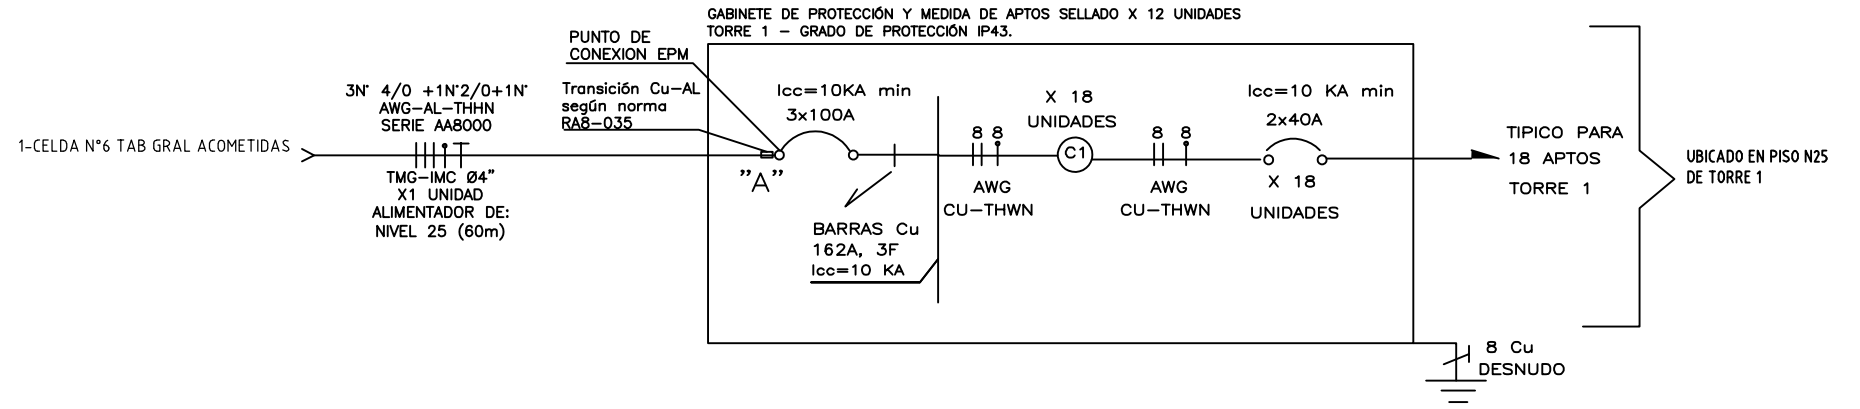 GABINETE DE PROTECCIÓN Y MEDIDA DE APTOS SELLADO X 12 UNIDADES
TORRE 1 – GRADO DE PROTECCIÓN IP43.
PUNTO DE
CONEXION EPM
Transición Cu–AL
según norma
RA8–035
3N° 4/0 +1N°2/0+1N°
AWG–AL–THHN
SERIE AA8000
1-CELDA N°6 TAB GRAL ACOMETIDAS
TMG–IMC Ø4"
X1 UNIDAD
ALIMENTADOR DE:
NIVEL 25 (60m)
"A"
Icc=10KA min
3x100A
BARRAS Cu
162A, 3F
Icc=10 KA
8 8
AWG
CU–THWN
X 18
UNIDADES
C1
8 8
AWG
CU–THWN
Icc=10 KA min
2x40A
X 18
UNIDADES
TIPICO PARA
18 APTOS
TORRE 1
UBICADO EN PISO N25
DE TORRE 1
8 Cu
DESNUDO